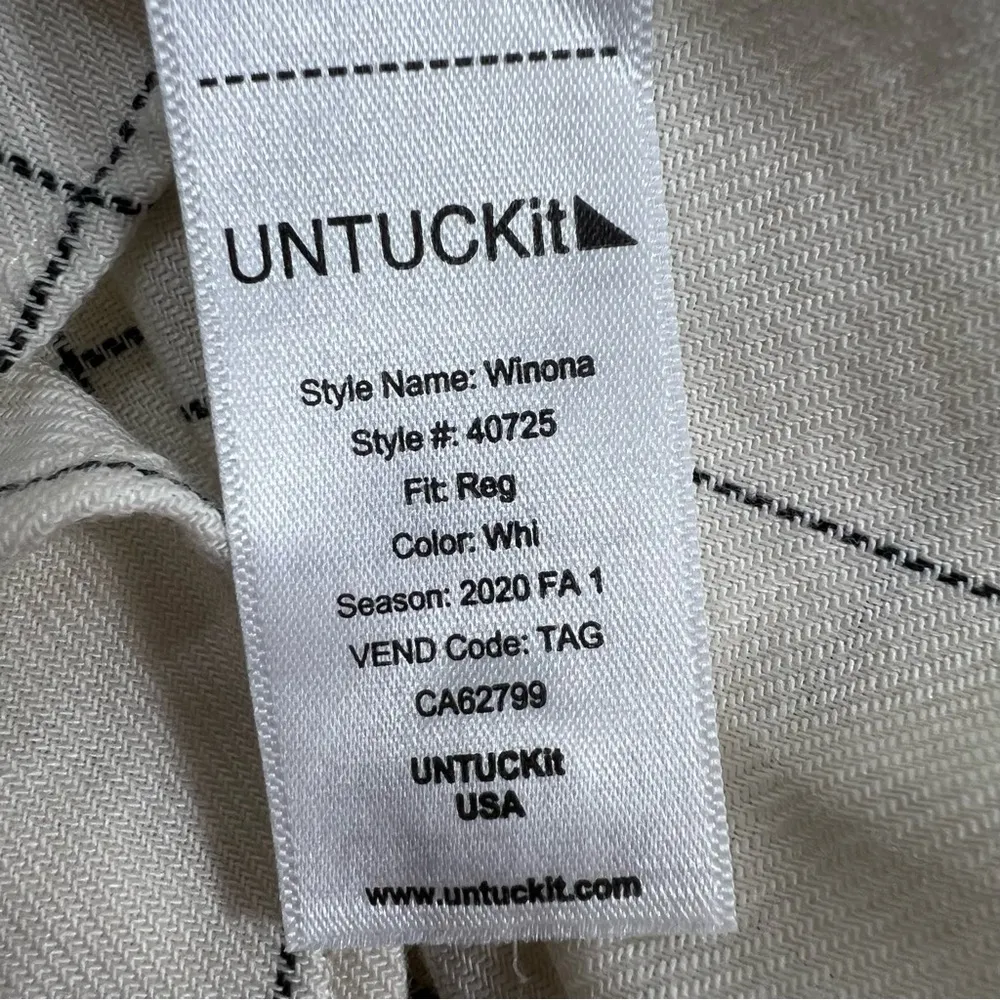 UNTUCKit
Style Name: Winona
Style #: 40725
Fit: Reg
Color: Whi
Season: 2020 FA 1
VEND Code: TAG
CA62799
UNTUCKit
USA
www.untuckit.com